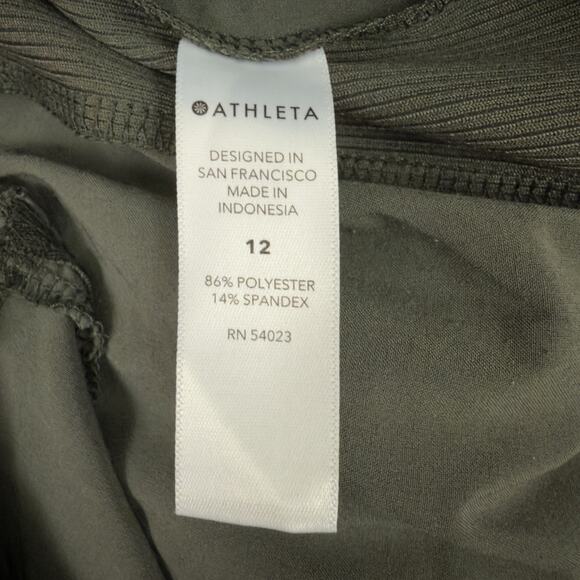 ATHLETA
DESIGNED IN
SAN FRANCISCO
MADE IN
INDONESIA
12
86% POLYESTER
14% SPANDEX
RN 54023